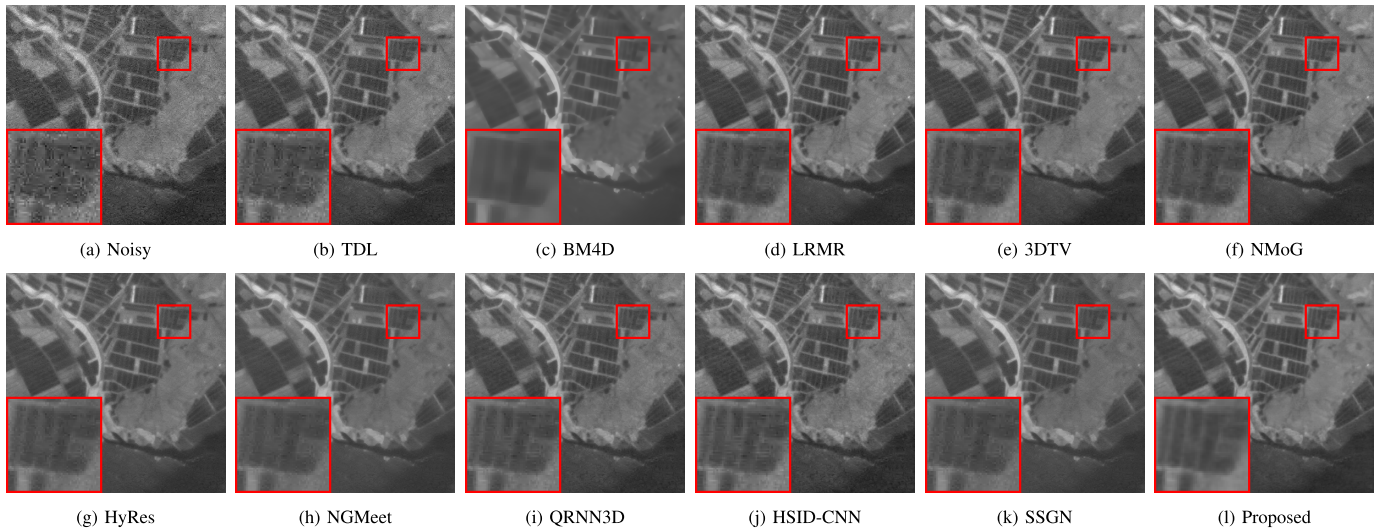 (a) Noisy
(b) TDL
(c) BM4D
(d) LRMR
(e) 3DTV
(f) NMoG
(g) HyRes
(h) NGMeet
(i) QRNN3D
(j) HSID-CNN
(k) SSGN
(l) Proposed